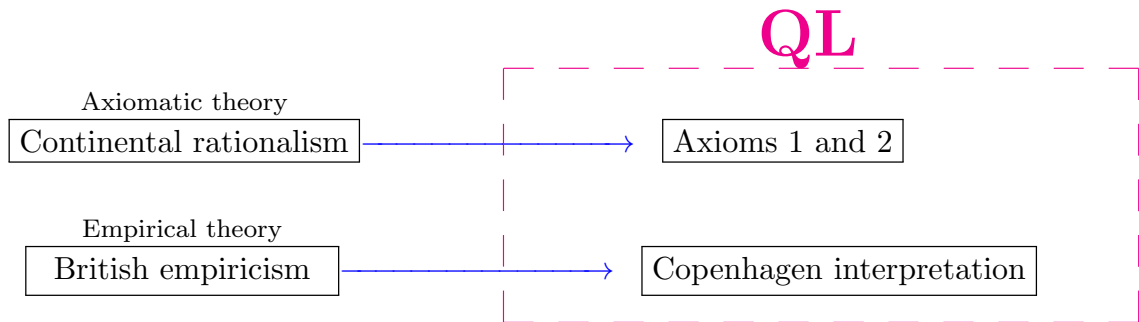 QL
Axiomatic theory
Continental rationalism
Axioms 1 and 2
Empirical theory
British empiricism
Copenhagen interpretation